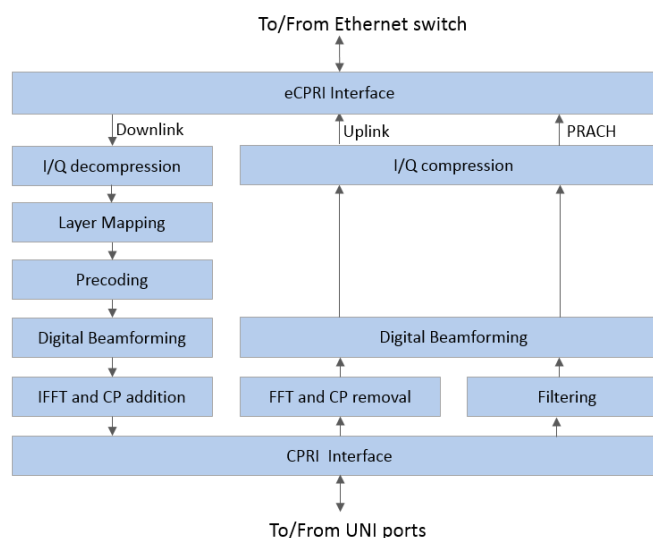 To/From Ethernet switch
eCPRI Interface
Downlink
Uplink
PRACH
I/Q decompression
I/Q compression
Layer Mapping
Precoding
Digital Beamforming
Digital Beamforming
IFFT and CP addition
FFT and CP removal
Filtering
CPRI Interface
To/From UNI ports